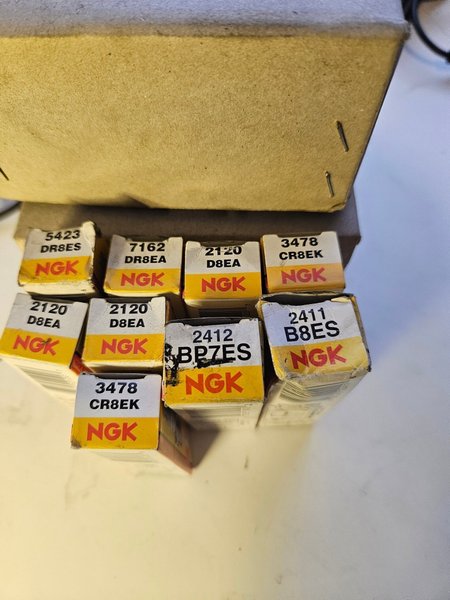 5423
DR8ES
NGK
7162
DR8EA
NGK
2120
D8EA
NGK
3478
CR8EK
NGK
2120
D8EA
NGK
2120
D8EA
NGK
2412
BP7ES
NGK
2411
B8ES
NGK
3478
CR8EK
NGK